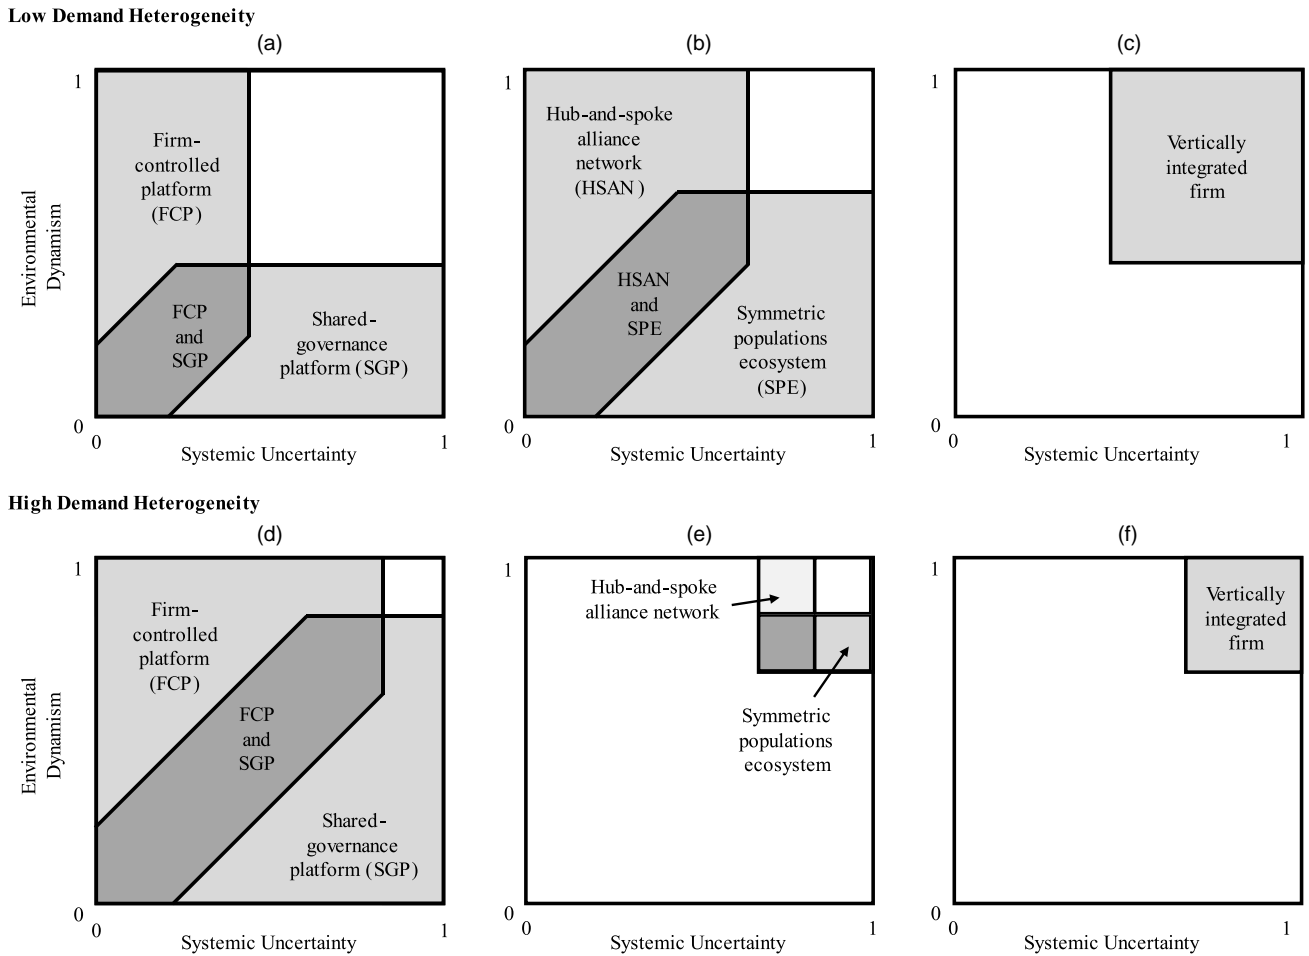 Low Demand Heterogeneity
(a)
1
Firm-
controlled
platform
(FCP)
FCP
and
SGP
Shared-
governance
platform (SGP)
Environmental
Dynamism
0
0
1
Systemic Uncertainty
(b)
1
Hub-and-spoke
alliance
network
(HSAN )
HSAN
and
SPE
Symmetric
populations
ecosystem
(SPE)
0
0
1
Systemic Uncertainty
(c)
1
Vertically
integrated
firm
0
0
1
Systemic Uncertainty
High Demand Heterogeneity
(d)
1
Firm-
controlled
platform
(FCP)
FCP
and
SGP
Shared-
governance
platform (SGP)
Environmental
Dynamism
0
0
1
Systemic Uncertainty
(e)
1
Hub-and-spoke
alliance network
Symmetric
populations
ecosystem
0
0
1
Systemic Uncertainty
(f)
1
Vertically
integrated
firm
0
0
1
Systemic Uncertainty